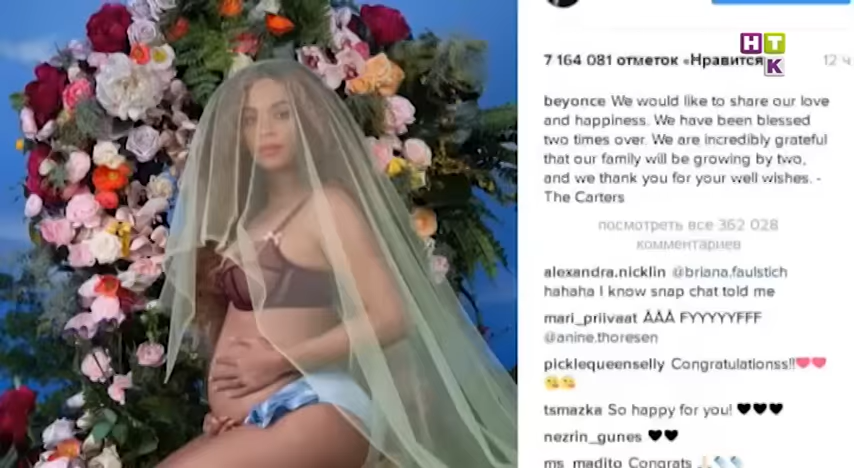 НТК
7 164 081 отметок «Нравится
12 ч
beyonce We would like to share our love
and happiness. We have been blessed
two times over. We are incredibly grateful
that our family will be growing by two,
and we thank you for your well wishes. -
The Carters
посмотреть все 362 028
комментариев
alexandra.nicklin @briana.faulstich
hahaha I know snap chat told me
mari_priivaat ÅÅÅ FYYYYYFFF
@anine.thoresen
picklequeenselly Congratulationss!!💕
😘😘
tsmazka So happy for you! 🖤🖤🖤
nezrin_gunes 🖤🖤
ms_madito Congrats